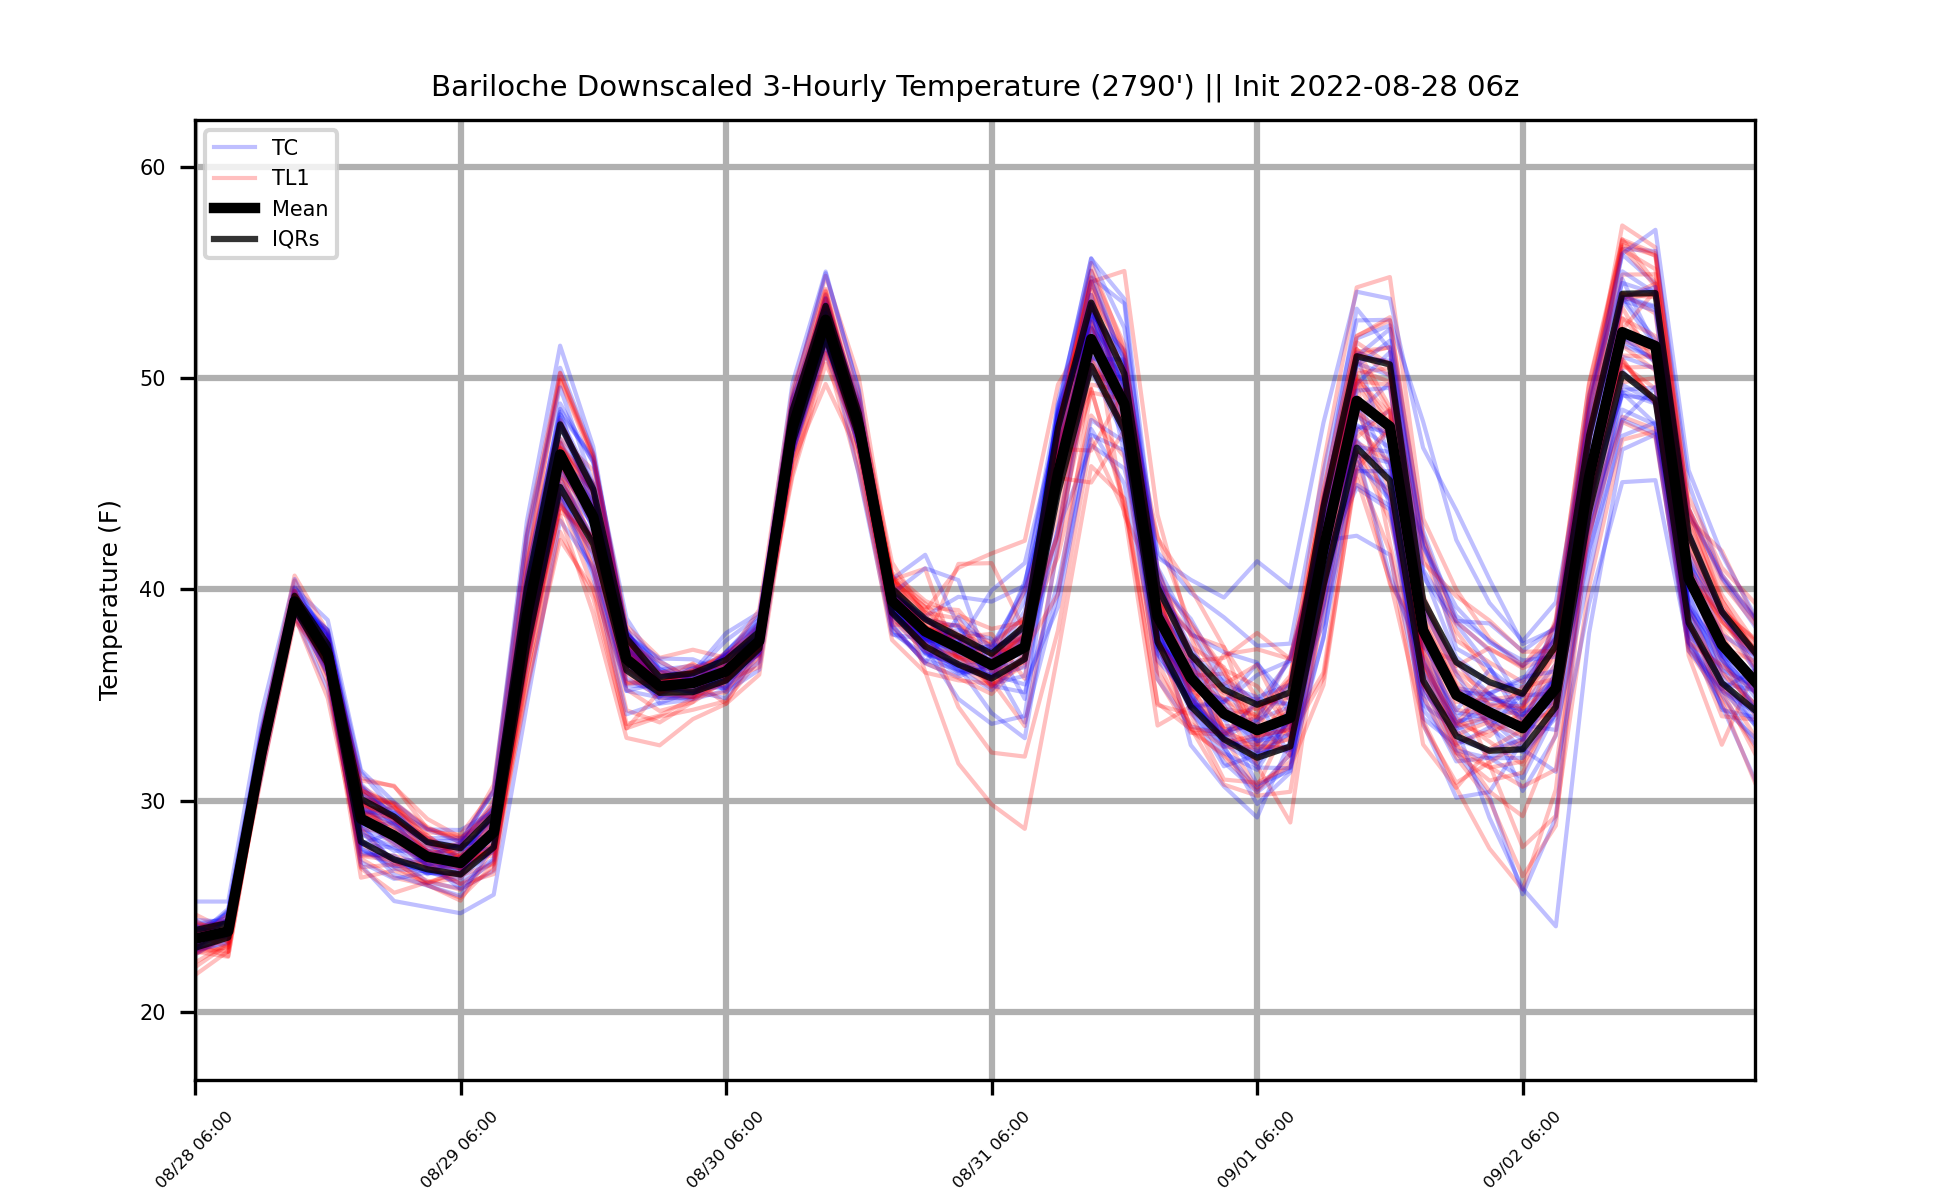 Bariloche Downscaled 3-Hourly Temperature (2790') || Init 2022-08-28 06z
TC
TL1
Mean
IQRs
Temperature (F)
60
50
40
30
20
08/28 06:00
08/29 06:00
08/30 06:00
08/31 06:00
09/01 06:00
09/02 06:00